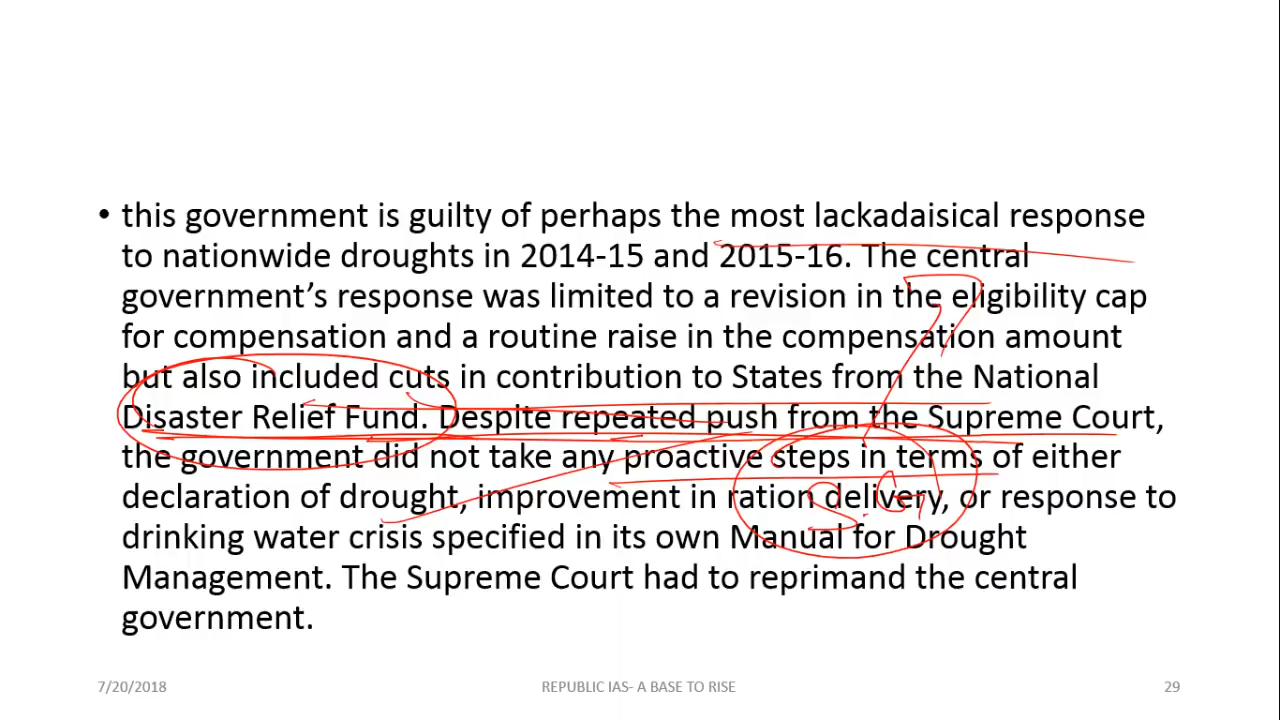 • this government is guilty of perhaps the most lackadaisical response
to nationwide droughts in 2014-15 and 2015-16. The central
government’s response was limited to a revision in the eligibility cap
for compensation and a routine raise in the compensation amount
but also included cuts in contribution to States from the National
Disaster Relief Fund. Despite repeated push from the Supreme Court,
the government did not take any proactive steps in terms of either
declaration of drought, improvement in ration delivery, or response to
S.G
drinking water crisis specified in its own Manual for Drought
Management. The Supreme Court had to reprimand the central
government.
7/20/2018 REPUBLIC IAS- A BASE TO RISE 29